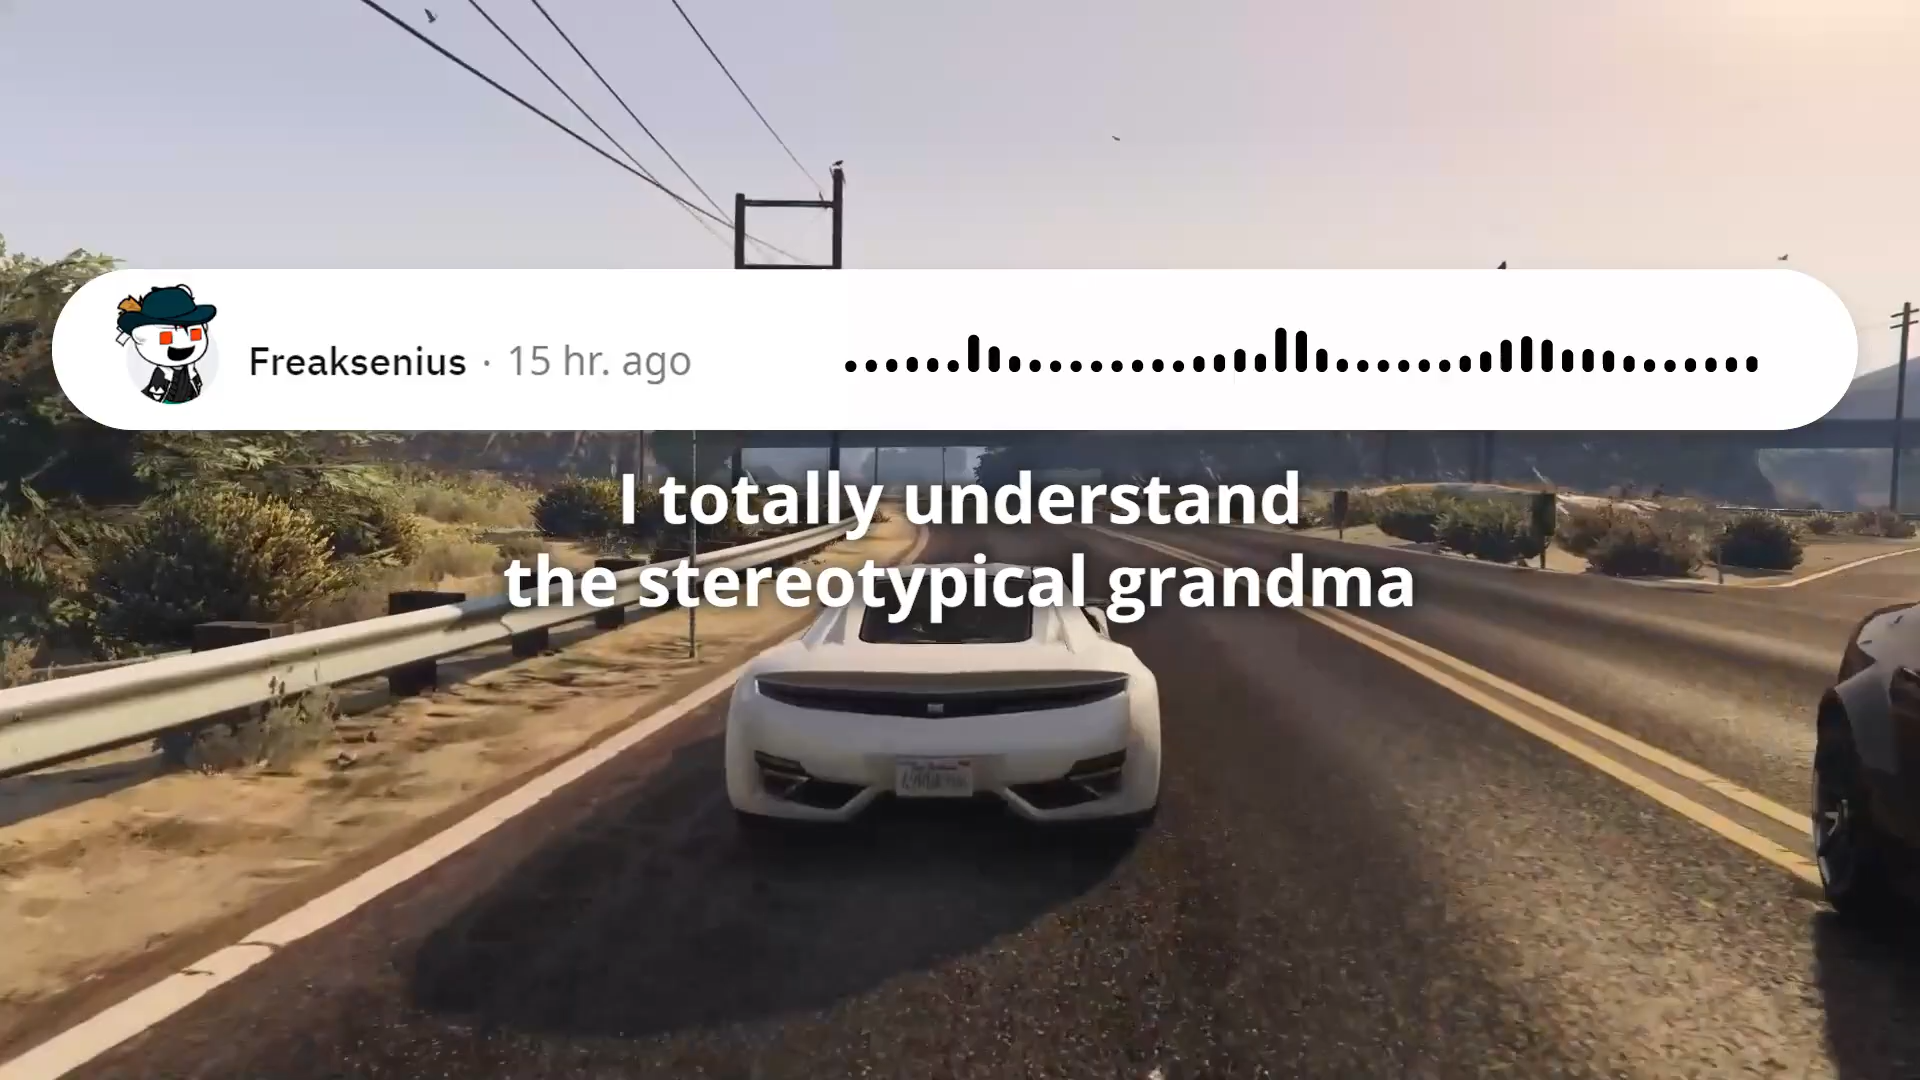 Freaksenius · 15 hr. ago
I totally understand
the stereotypical grandma